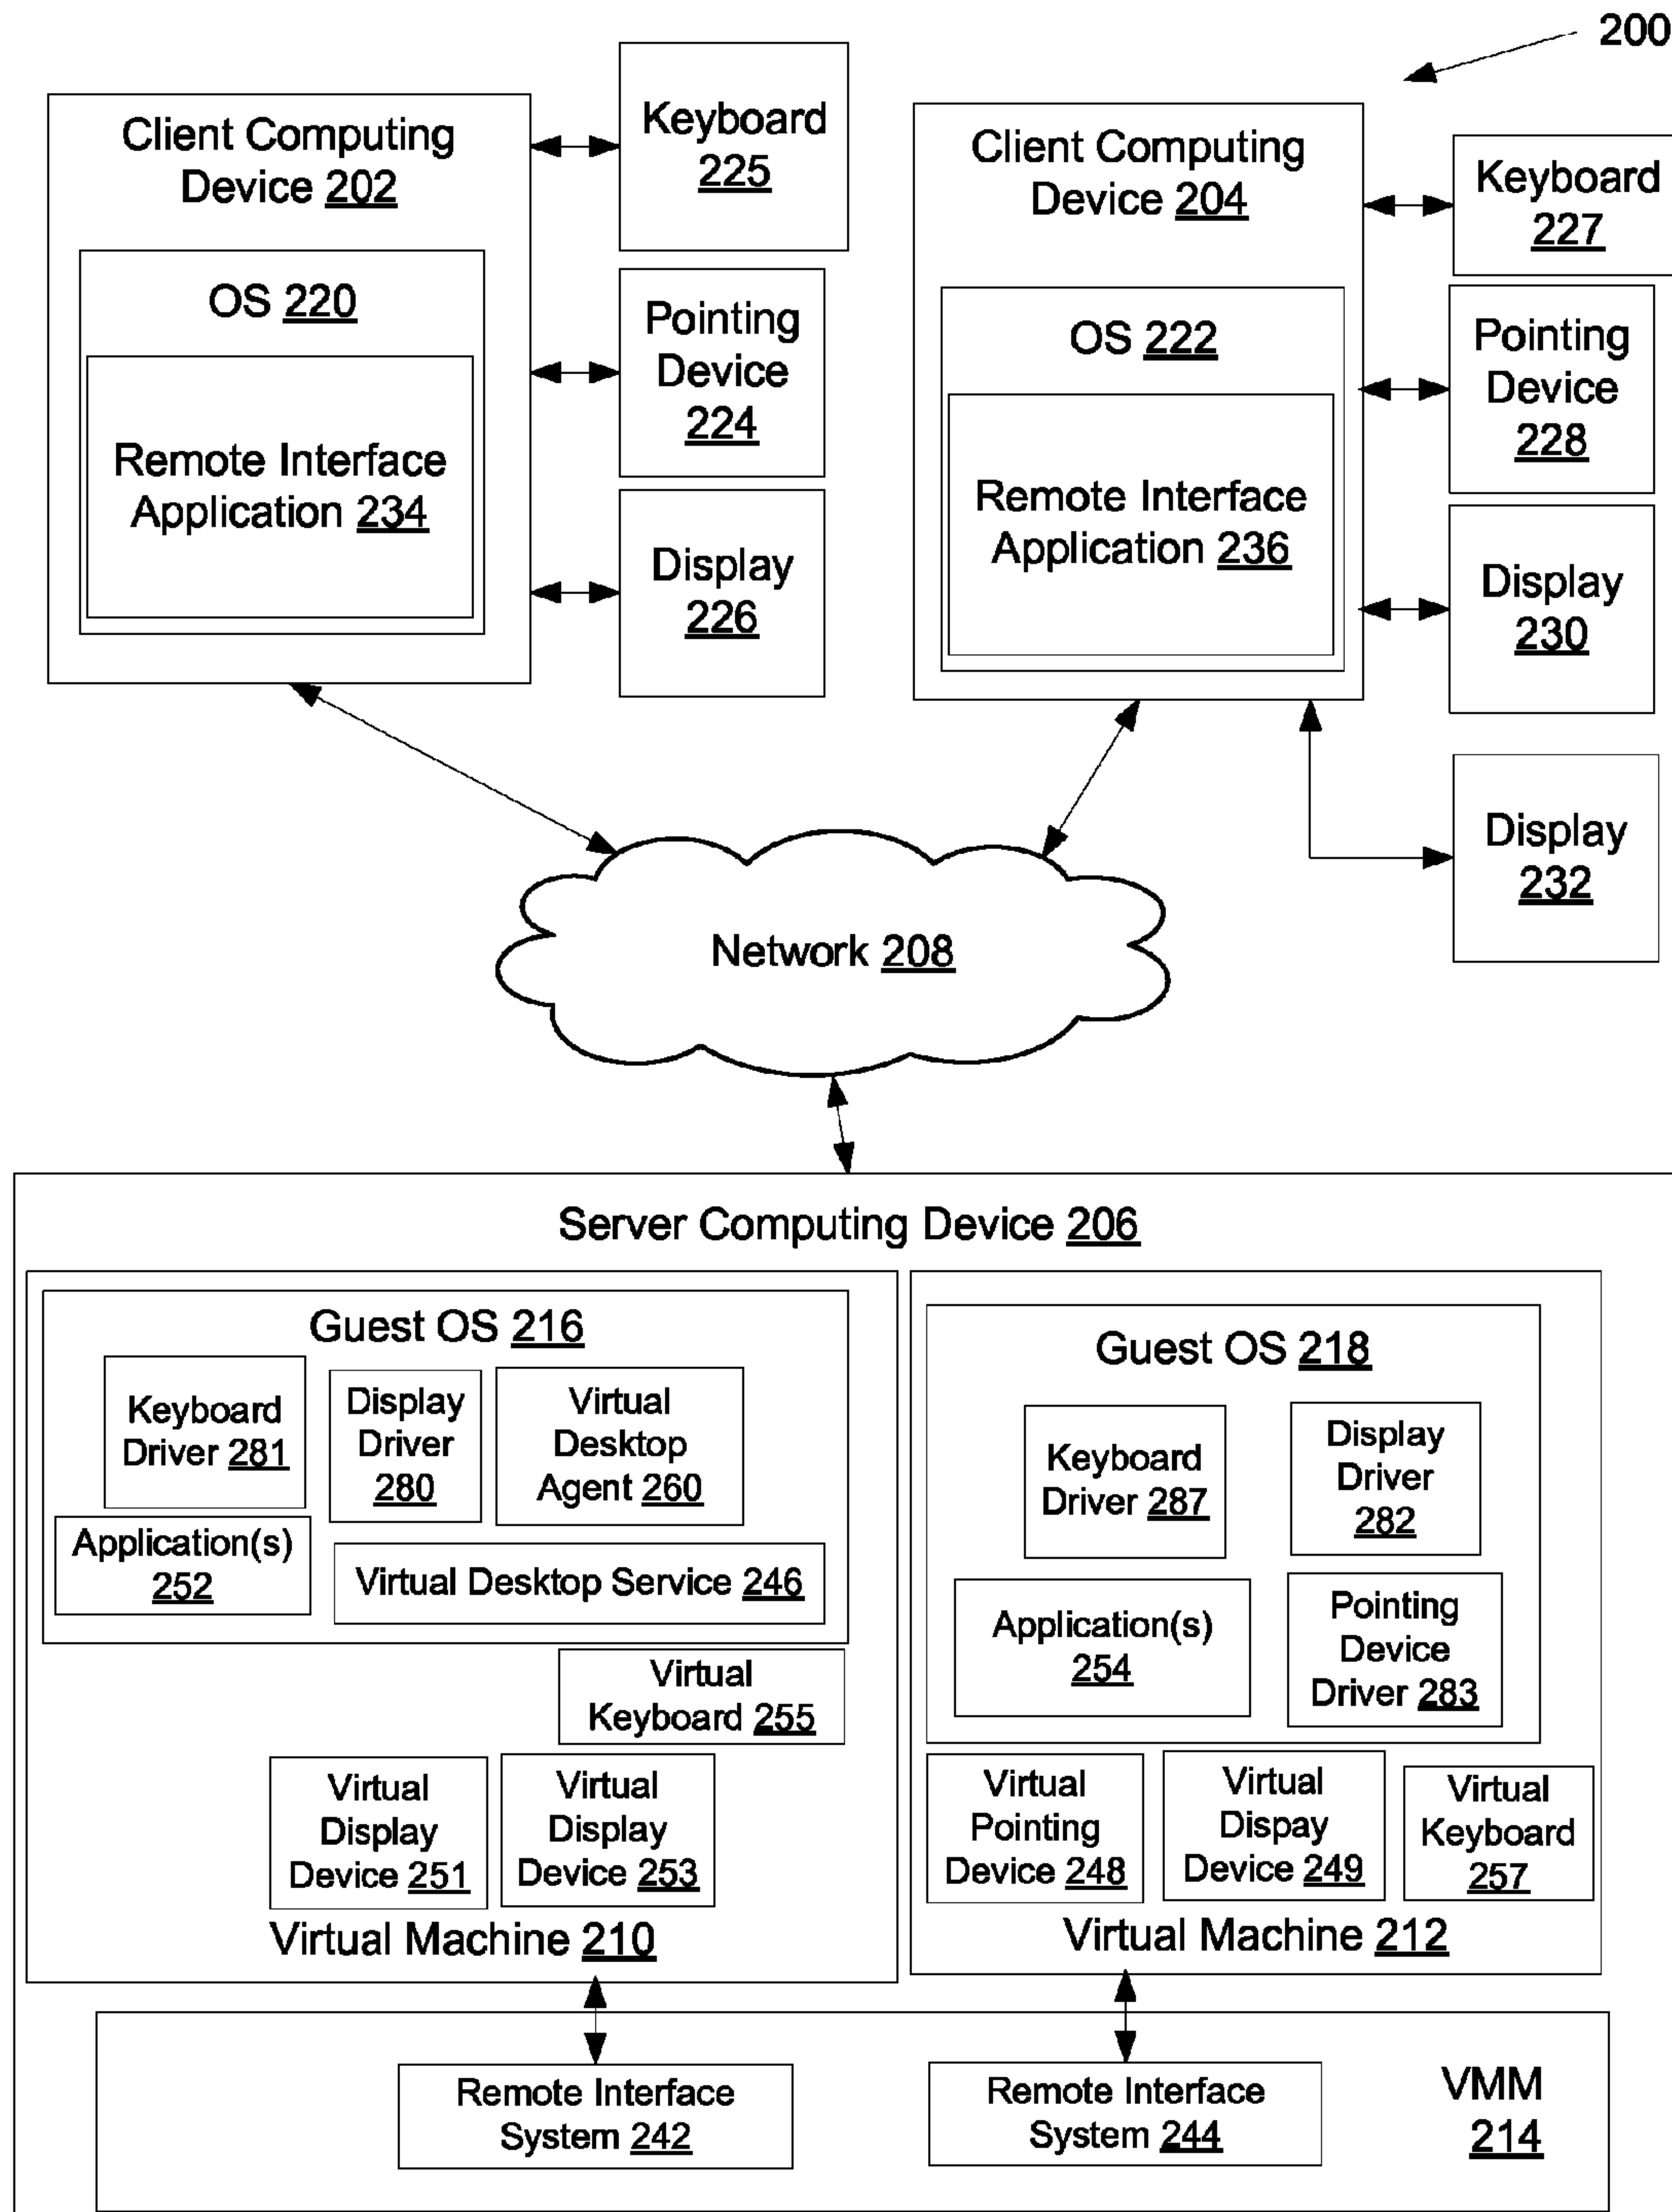 200
Client Computing
Device 202
OS 220
Remote Interface
Application 234
Keyboard
225
Pointing
Device
224
Display
226
Client Computing
Device 204
OS 222
Remote Interface
Application 236
Keyboard
227
Pointing
Device
228
Display
230
Display
232
Network 208
Server Computing Device 206
Guest OS 216
Keyboard
Driver 281
Display
Driver
280
Virtual
Desktop
Agent 260
Application(s)
252
Virtual Desktop Service 246
Virtual
Keyboard 255
Virtual
Display
Device 251
Virtual
Display
Device 253
Virtual Machine 210
Guest OS 218
Keyboard
Driver 287
Display
Driver
282
Application(s)
254
Pointing
Device
Driver 283
Virtual
Pointing
Device 248
Virtual
Dispay
Device 249
Virtual
Keyboard
257
Virtual Machine 212
Remote Interface
System 242
Remote Interface
System 244
VMM
214